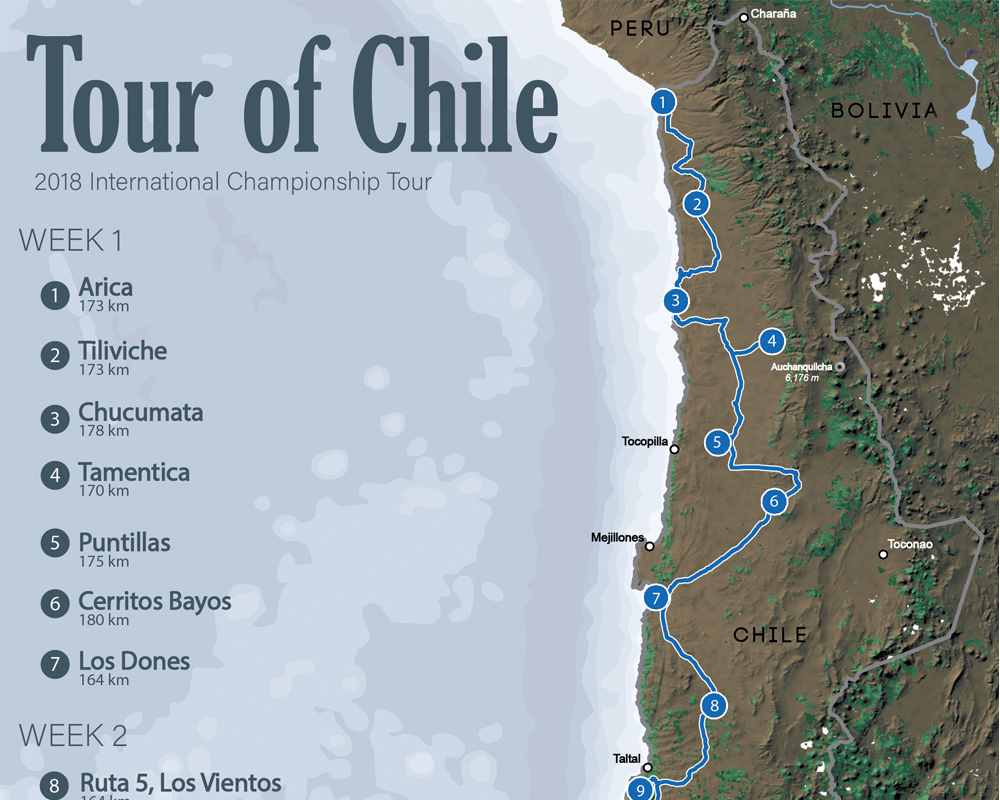 Tour of Chile
2018 International Championship Tour
WEEK 1
1 Arica
173 km
2 Tiliviche
173 km
3 Chucumata
178 km
4 Tamentica
170 km
5 Puntillas
175 km
6 Cerritos Bayos
180 km
7 Los Dones
164 km
WEEK 2
8 Ruta 5, Los Vientos
164 km
PERU
Charaña
BOLIVIA
1
2
3
4
Auchanquilcha
6,176 m
Tocopilla
5
6
Mejillones
Toconao
7
CHILE
8
Taltal
9